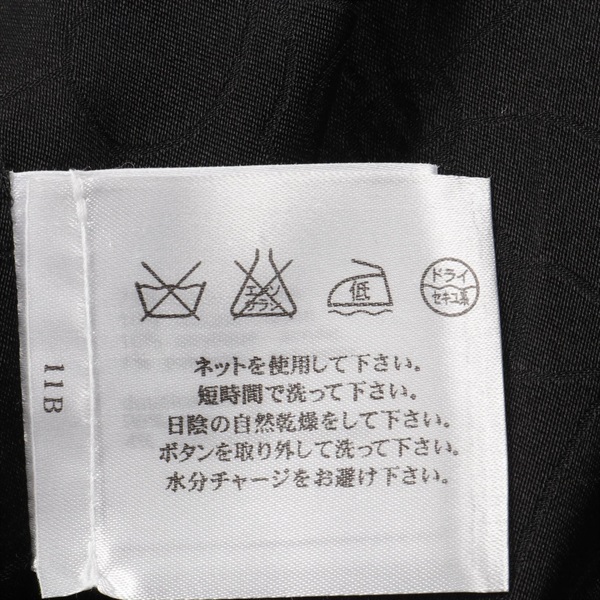 エンソ
サラシ
低
ドライ
セキユ系
ネットを使用して下さい。
短時間で洗って下さい。
日陰の自然乾燥をして下さい。
ボタンを取り外して洗って下さい。
水分チャージをお避け下さい。
11B